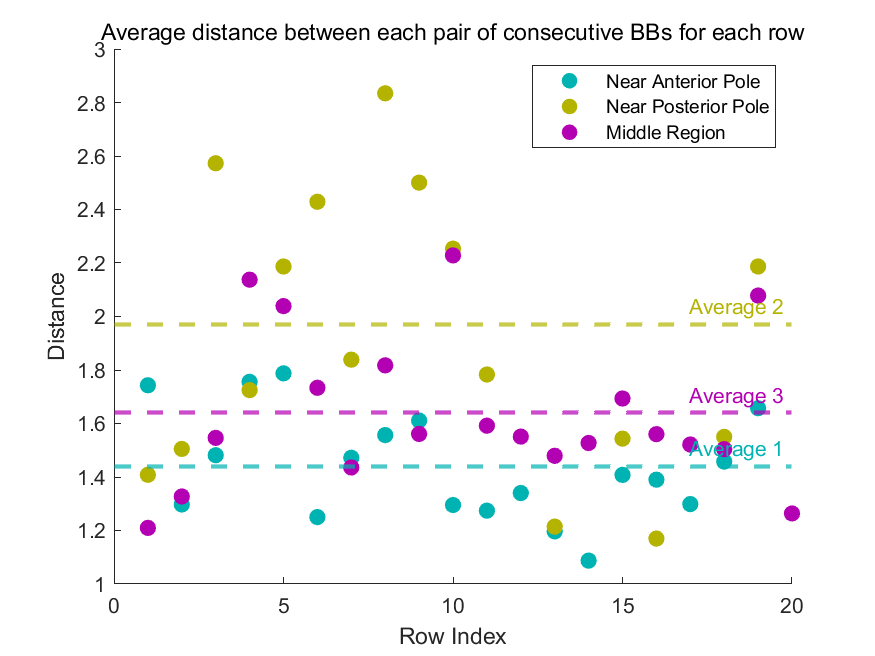 Average distance between each pair of consecutive BBs for each row
3
2.8
2.6
2.4
2.2
2
1.8
1.6
1.4
1.2
1
Distance
Near Anterior Pole
Near Posterior Pole
Middle Region
Average 2
Average 3
Average 1
0
5
10
15
20
Row Index